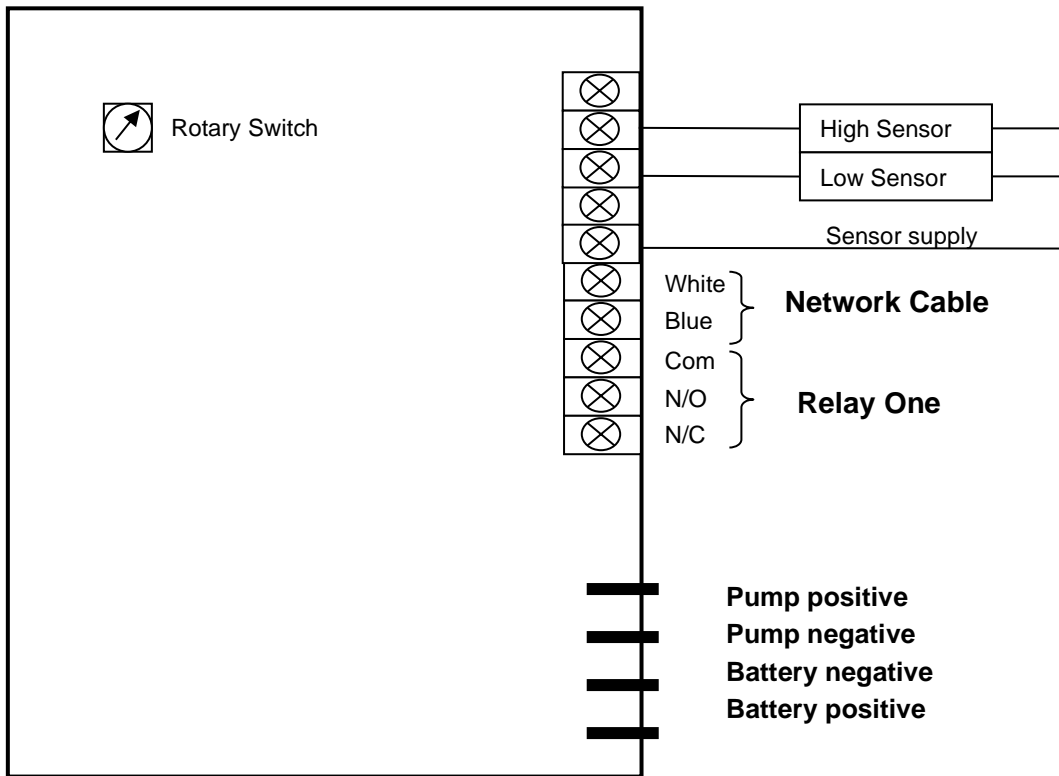 Rotary Switch
High Sensor
Low Sensor
Sensor supply
White
Blue
Network Cable
Com
N/O
N/C
Relay One
Pump positive
Pump negative
Battery negative
Battery positive